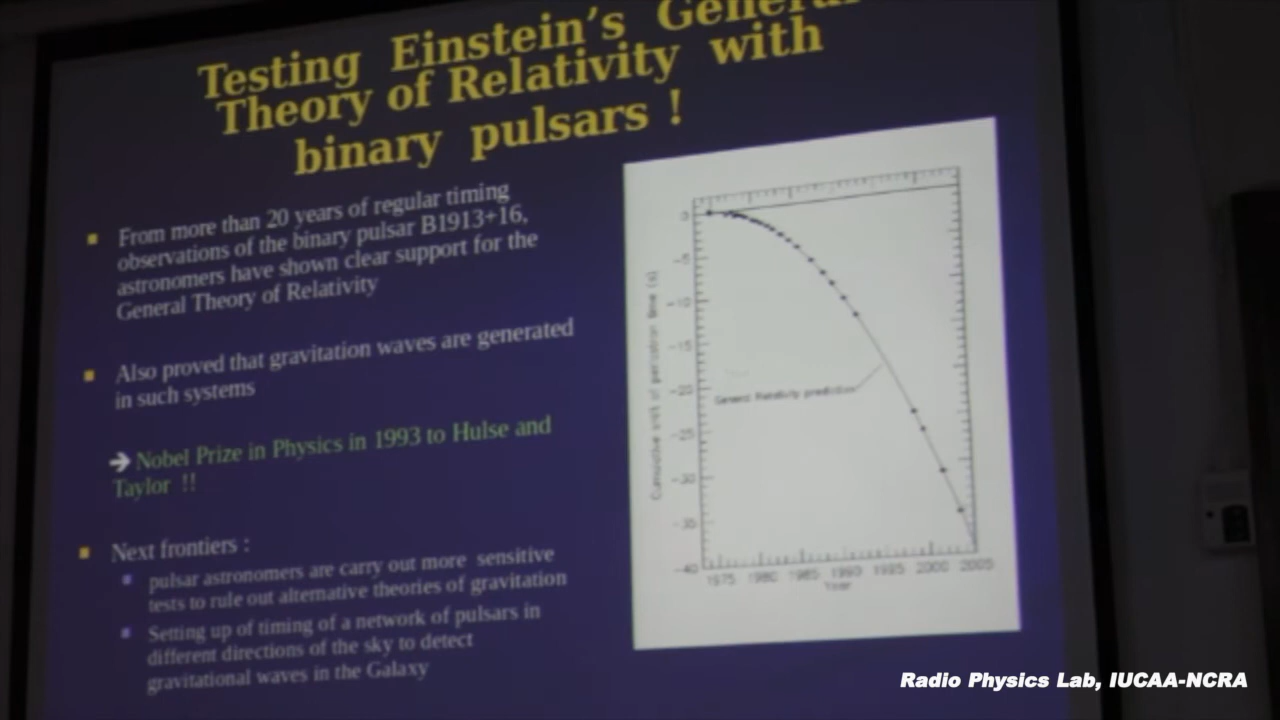 Testing Einstein's General
Theory of Relativity with
binary pulsars !
From more than 20 years of regular timing
observations of the binary pulsar B1913+16,
astronomers have shown clear support for the
General Theory of Relativity
Also proved that gravitation waves are generated
in such systems
→ Nobel Prize in Physics in 1993 to Hulse and
Taylor !!
Next frontiers :
pulsar astronomers are carry out more sensitive
tests to rule out alternative theories of gravitation
Setting up of timing of a network of pulsars in
different directions of the sky to detect
gravitational waves in the Galaxy
Cumulative shift of periastron time (s)
0
-5
-10
-15
-20
-25
-30
-35
-40
General Relativity prediction
1975 1980 1985 1990 1995 2000 2005
Year
Radio Physics Lab, IUCAA-NCRA